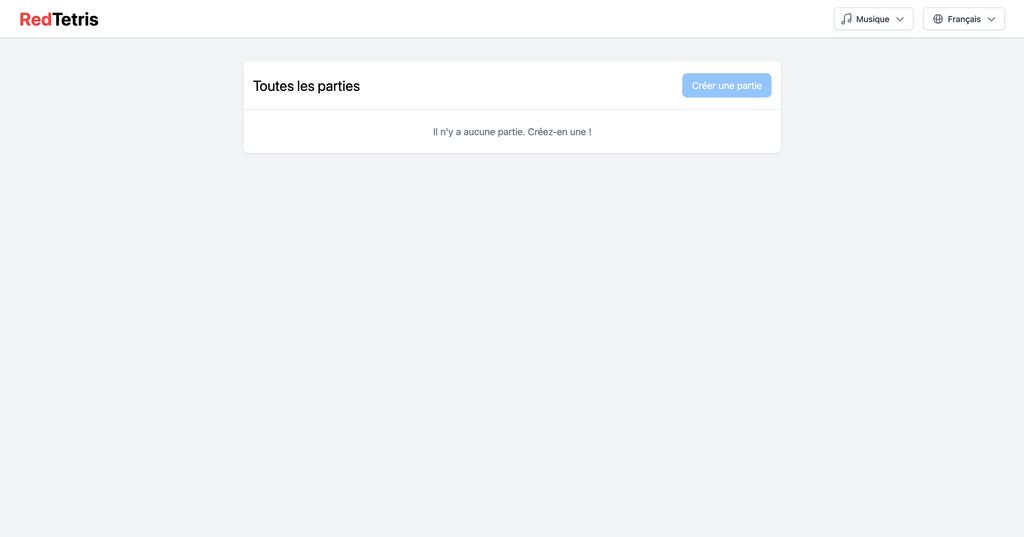 RedTetris
Musique
Français
Toutes les parties
Créer une partie
Il n'y a aucune partie. Créez-en une !